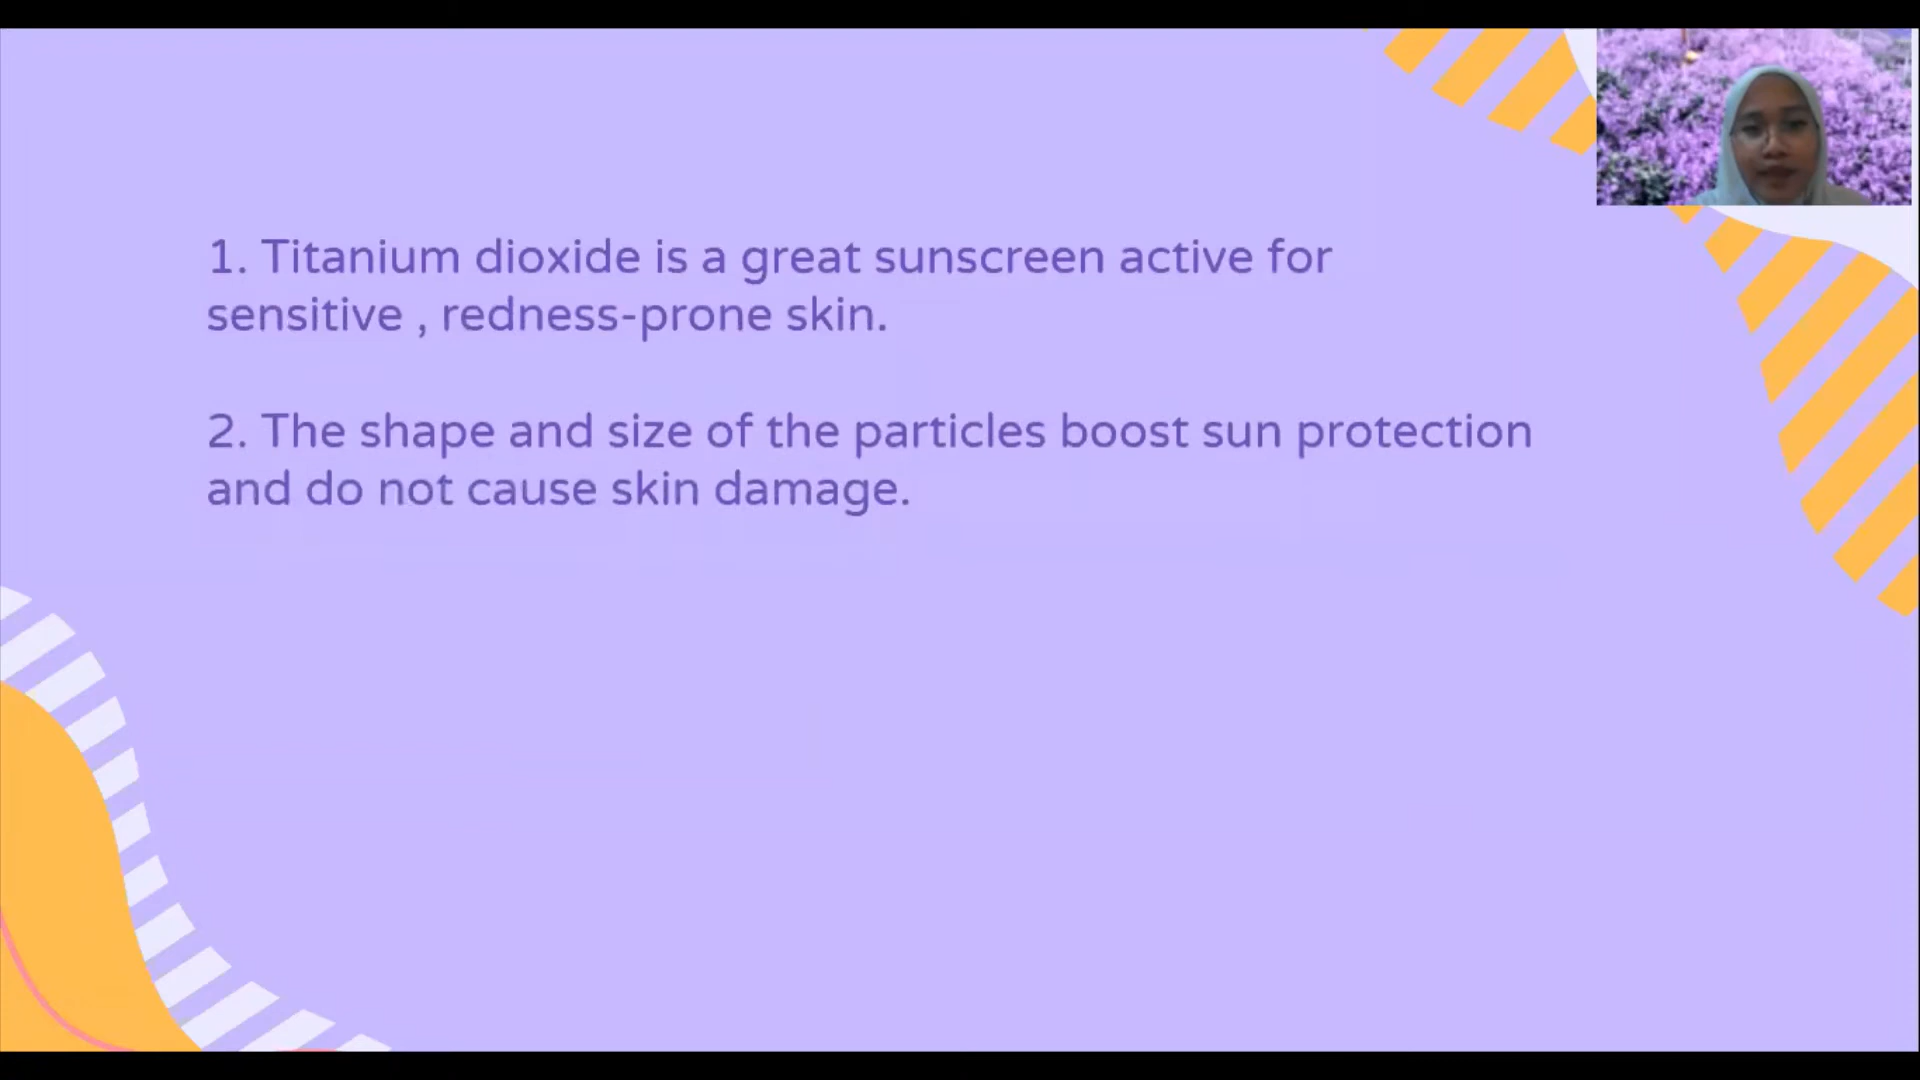 1. Titanium dioxide is a great sunscreen active for
sensitive , redness-prone skin.
2. The shape and size of the particles boost sun protection
and do not cause skin damage.